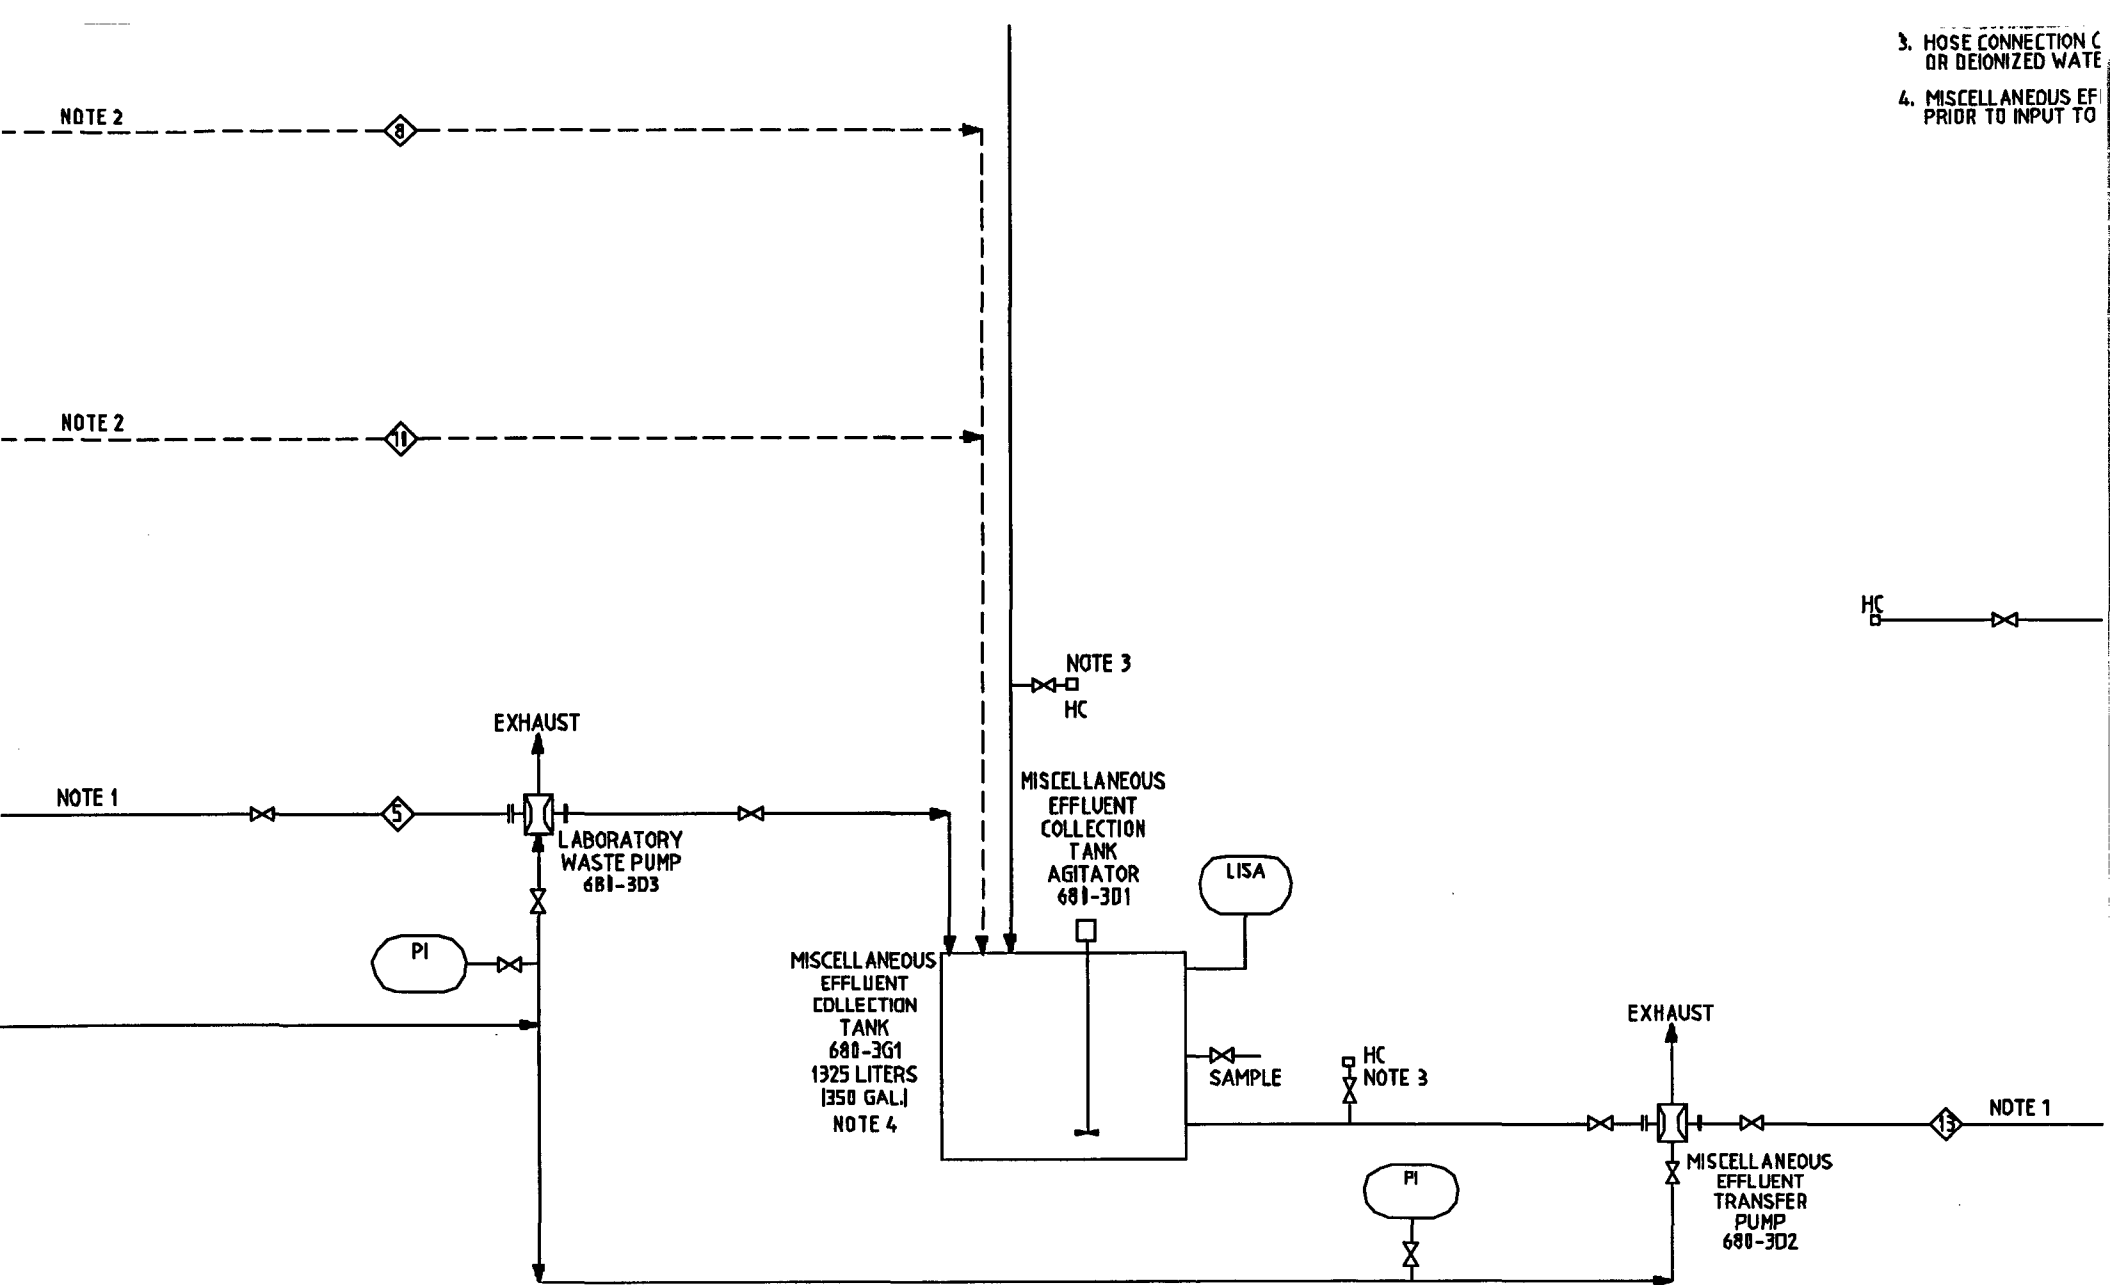 3. HOSE CONNECTION
OR DEIONIZED WATE
4. MISCELLANEOUS EF
PRIOR TO INPUT TO
NOTE 2
8
NOTE 2
HC
NOTE 3
HC
EXHAUST
NOTE 1
5
LABORATORY
WASTE PUMP
681-3D3
MISCELLANEOUS
EFFLUENT
COLLECTION
TANK
AGITATOR
680-3D1
LISA
PI
MISCELLANEOUS
EFFLUENT
COLLECTION
TANK
680-3G1
1325 LITERS
(350 GAL.)
NOTE 4
SAMPLE
HC
NOTE 3
EXHAUST
13
NOTE 1
MISCELLANEOUS
EFFLUENT
TRANSFER
PUMP
680-3D2
PI